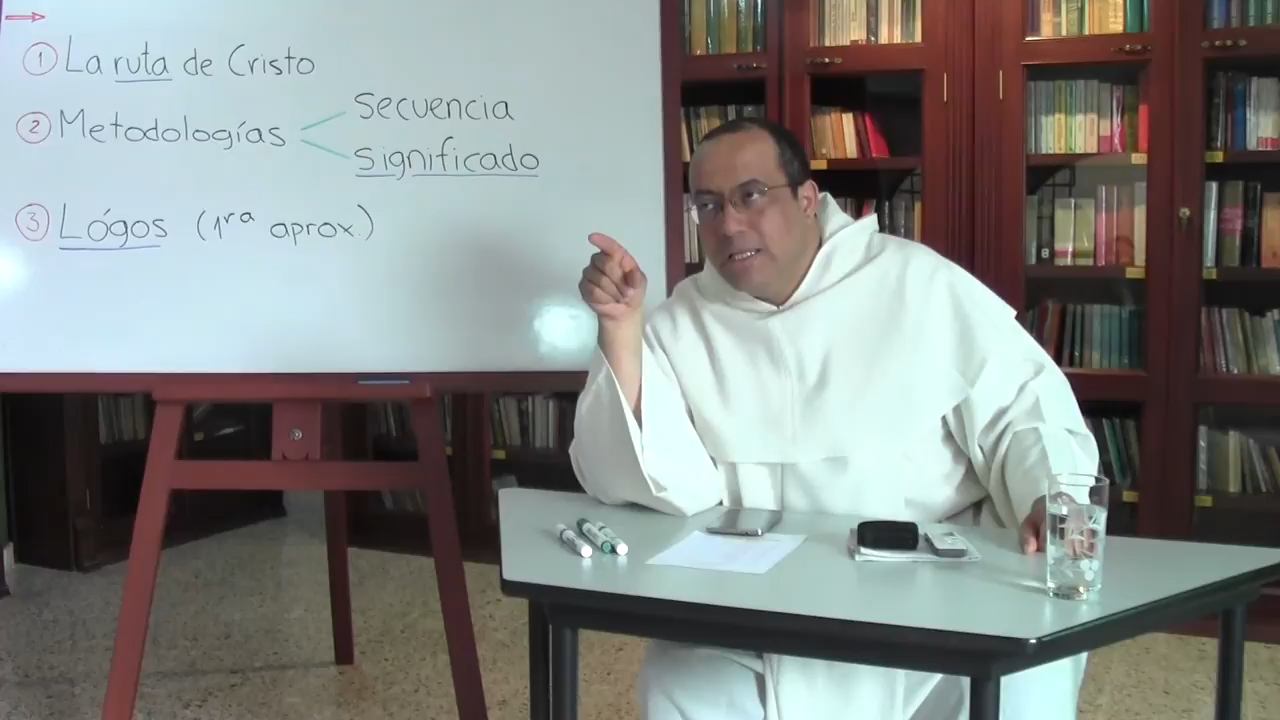 1 La ruta de Cristo
2 Metodologías
Secuencia
Significado
3 Lógos (1ra aprox.)